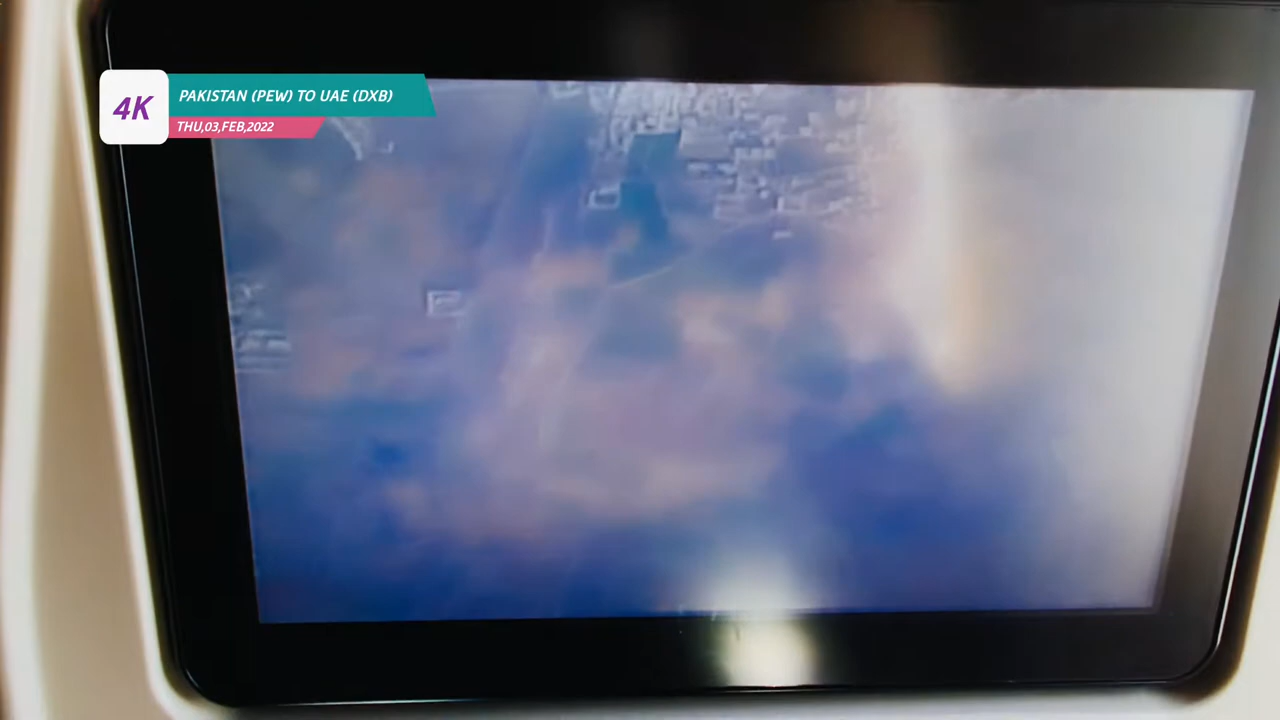 4K
PAKISTAN (PEW) TO UAE (DXB)
THU,03,FEB,2022